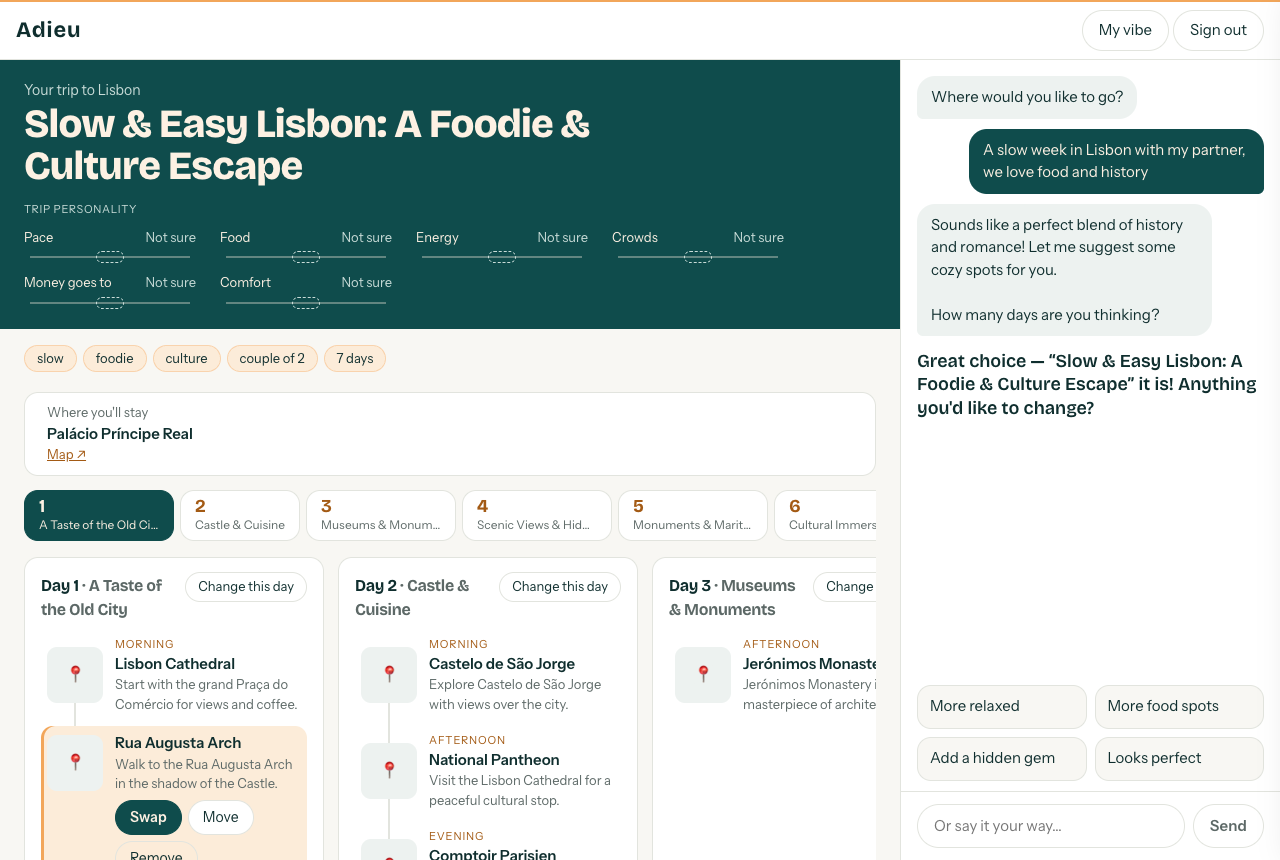 Adieu
My vibe
Sign out
Your trip to Lisbon
Slow & Easy Lisbon: A Foodie &
Culture Escape
TRIP PERSONALITY
Pace Not sure
Food Not sure
Energy Not sure
Crowds Not sure
Money goes to Not sure
Comfort Not sure
slow
foodie
culture
couple of 2
7 days
Where you'll stay
Palácio Príncipe Real
Map ↗
1
A Taste of the Old Ci...
2
Castle & Cuisine
3
Museums & Monum...
4
Scenic Views & Hid...
5
Monuments & Marit...
6
Cultural Immers
Day 1 · A Taste of
the Old City
Change this day
MORNING
Lisbon Cathedral
Start with the grand Praça do
Comércio for views and coffee.
Rua Augusta Arch
Walk to the Rua Augusta Arch
in the shadow of the Castle.
Swap
Move
Remove
Day 2 · Castle &
Cuisine
Change this day
MORNING
Castelo de São Jorge
Explore Castelo de São Jorge
with views over the city.
AFTERNOON
National Pantheon
Visit the Lisbon Cathedral for a
peaceful cultural stop.
EVENING
Comptoir Parisien
Day 3 · Museums
& Monuments
Change
AFTERNOON
Jerónimos Monaste
Jerónimos Monastery i
masterpiece of archite
Where would you like to go?
A slow week in Lisbon with my partner,
we love food and history
Sounds like a perfect blend of history
and romance! Let me suggest some
cozy spots for you.
How many days are you thinking?
Great choice — “Slow & Easy Lisbon: A
Foodie & Culture Escape” it is! Anything
you'd like to change?
More relaxed
More food spots
Add a hidden gem
Looks perfect
Or say it your way...
Send